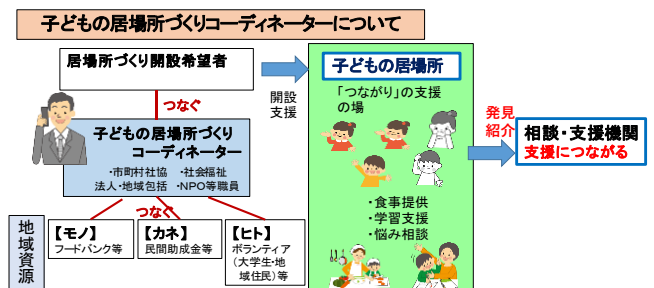 子どもの居場所づくりコーディネーターについて
居場所づくり開設希望者
つなぐ
子どもの居場所づくり
コーディネーター
・市町村社協　・社会福祉
法人・地域包括　・NPO等職員
つなぐ
地域資源
【モノ】
フードバンク等
【カネ】
民間助成金等
【ヒト】
ボランティア
(大学生・地
域住民)等
開設
支援
子どもの居場所
「つながり」の支援
の場
・食事提供
・学習支援
・悩み相談
発見
紹介
相談・支援機関
支援につながる